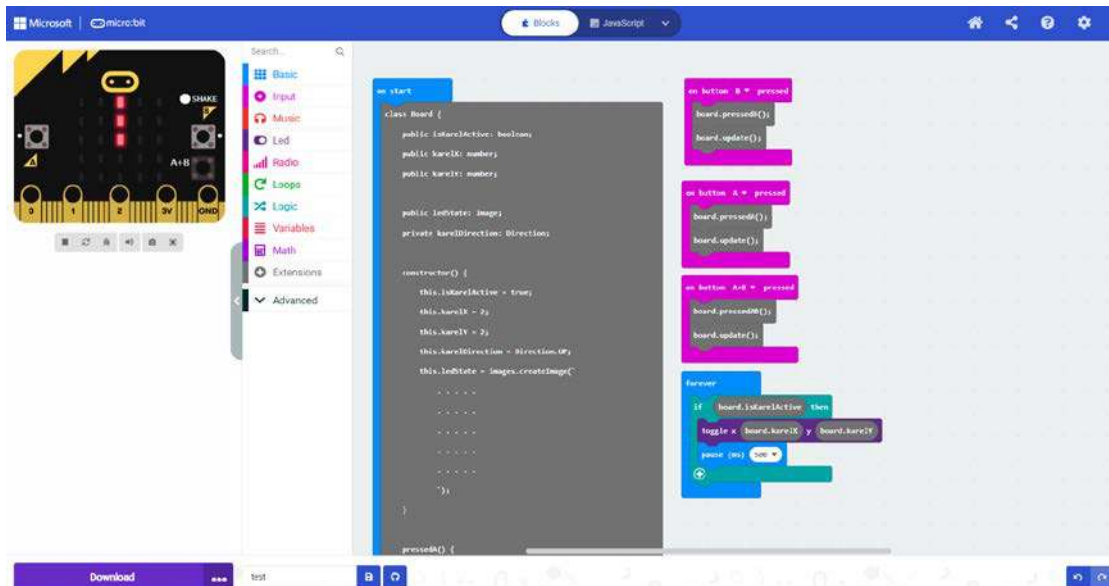 Microsoft
micro:bit
Blocks
JavaScript
SHAKE
B
A
A+B
0
1
2
3V
GND
Search...
Basic
Input
Music
Led
Radio
Loops
Logic
Variables
Math
Extensions
Advanced
on start
class Board {
public isKarelActive: boolean;
public karelX: number;
public karelY: number;
public ledState: Image;
private karelDirection: Direction;
constructor() {
this.isKarelActive = true;
this.karelX = 2;
this.karelY = 2;
this.karelDirection = Direction.UP;
this.ledState = images.createImage(`
. . . . .
. . . . .
. . . . .
. . . . .
. . . . .
`);
}
pressedA() {
on button B pressed
board.pressedB();
board.update();
on button A pressed
board.pressedA();
board.update();
on button A+B pressed
board.pressedAB();
board.update();
forever
if board.isKarelActive then
toggle x board.karelX y board.karelY
pause (ms) 500
Download
test